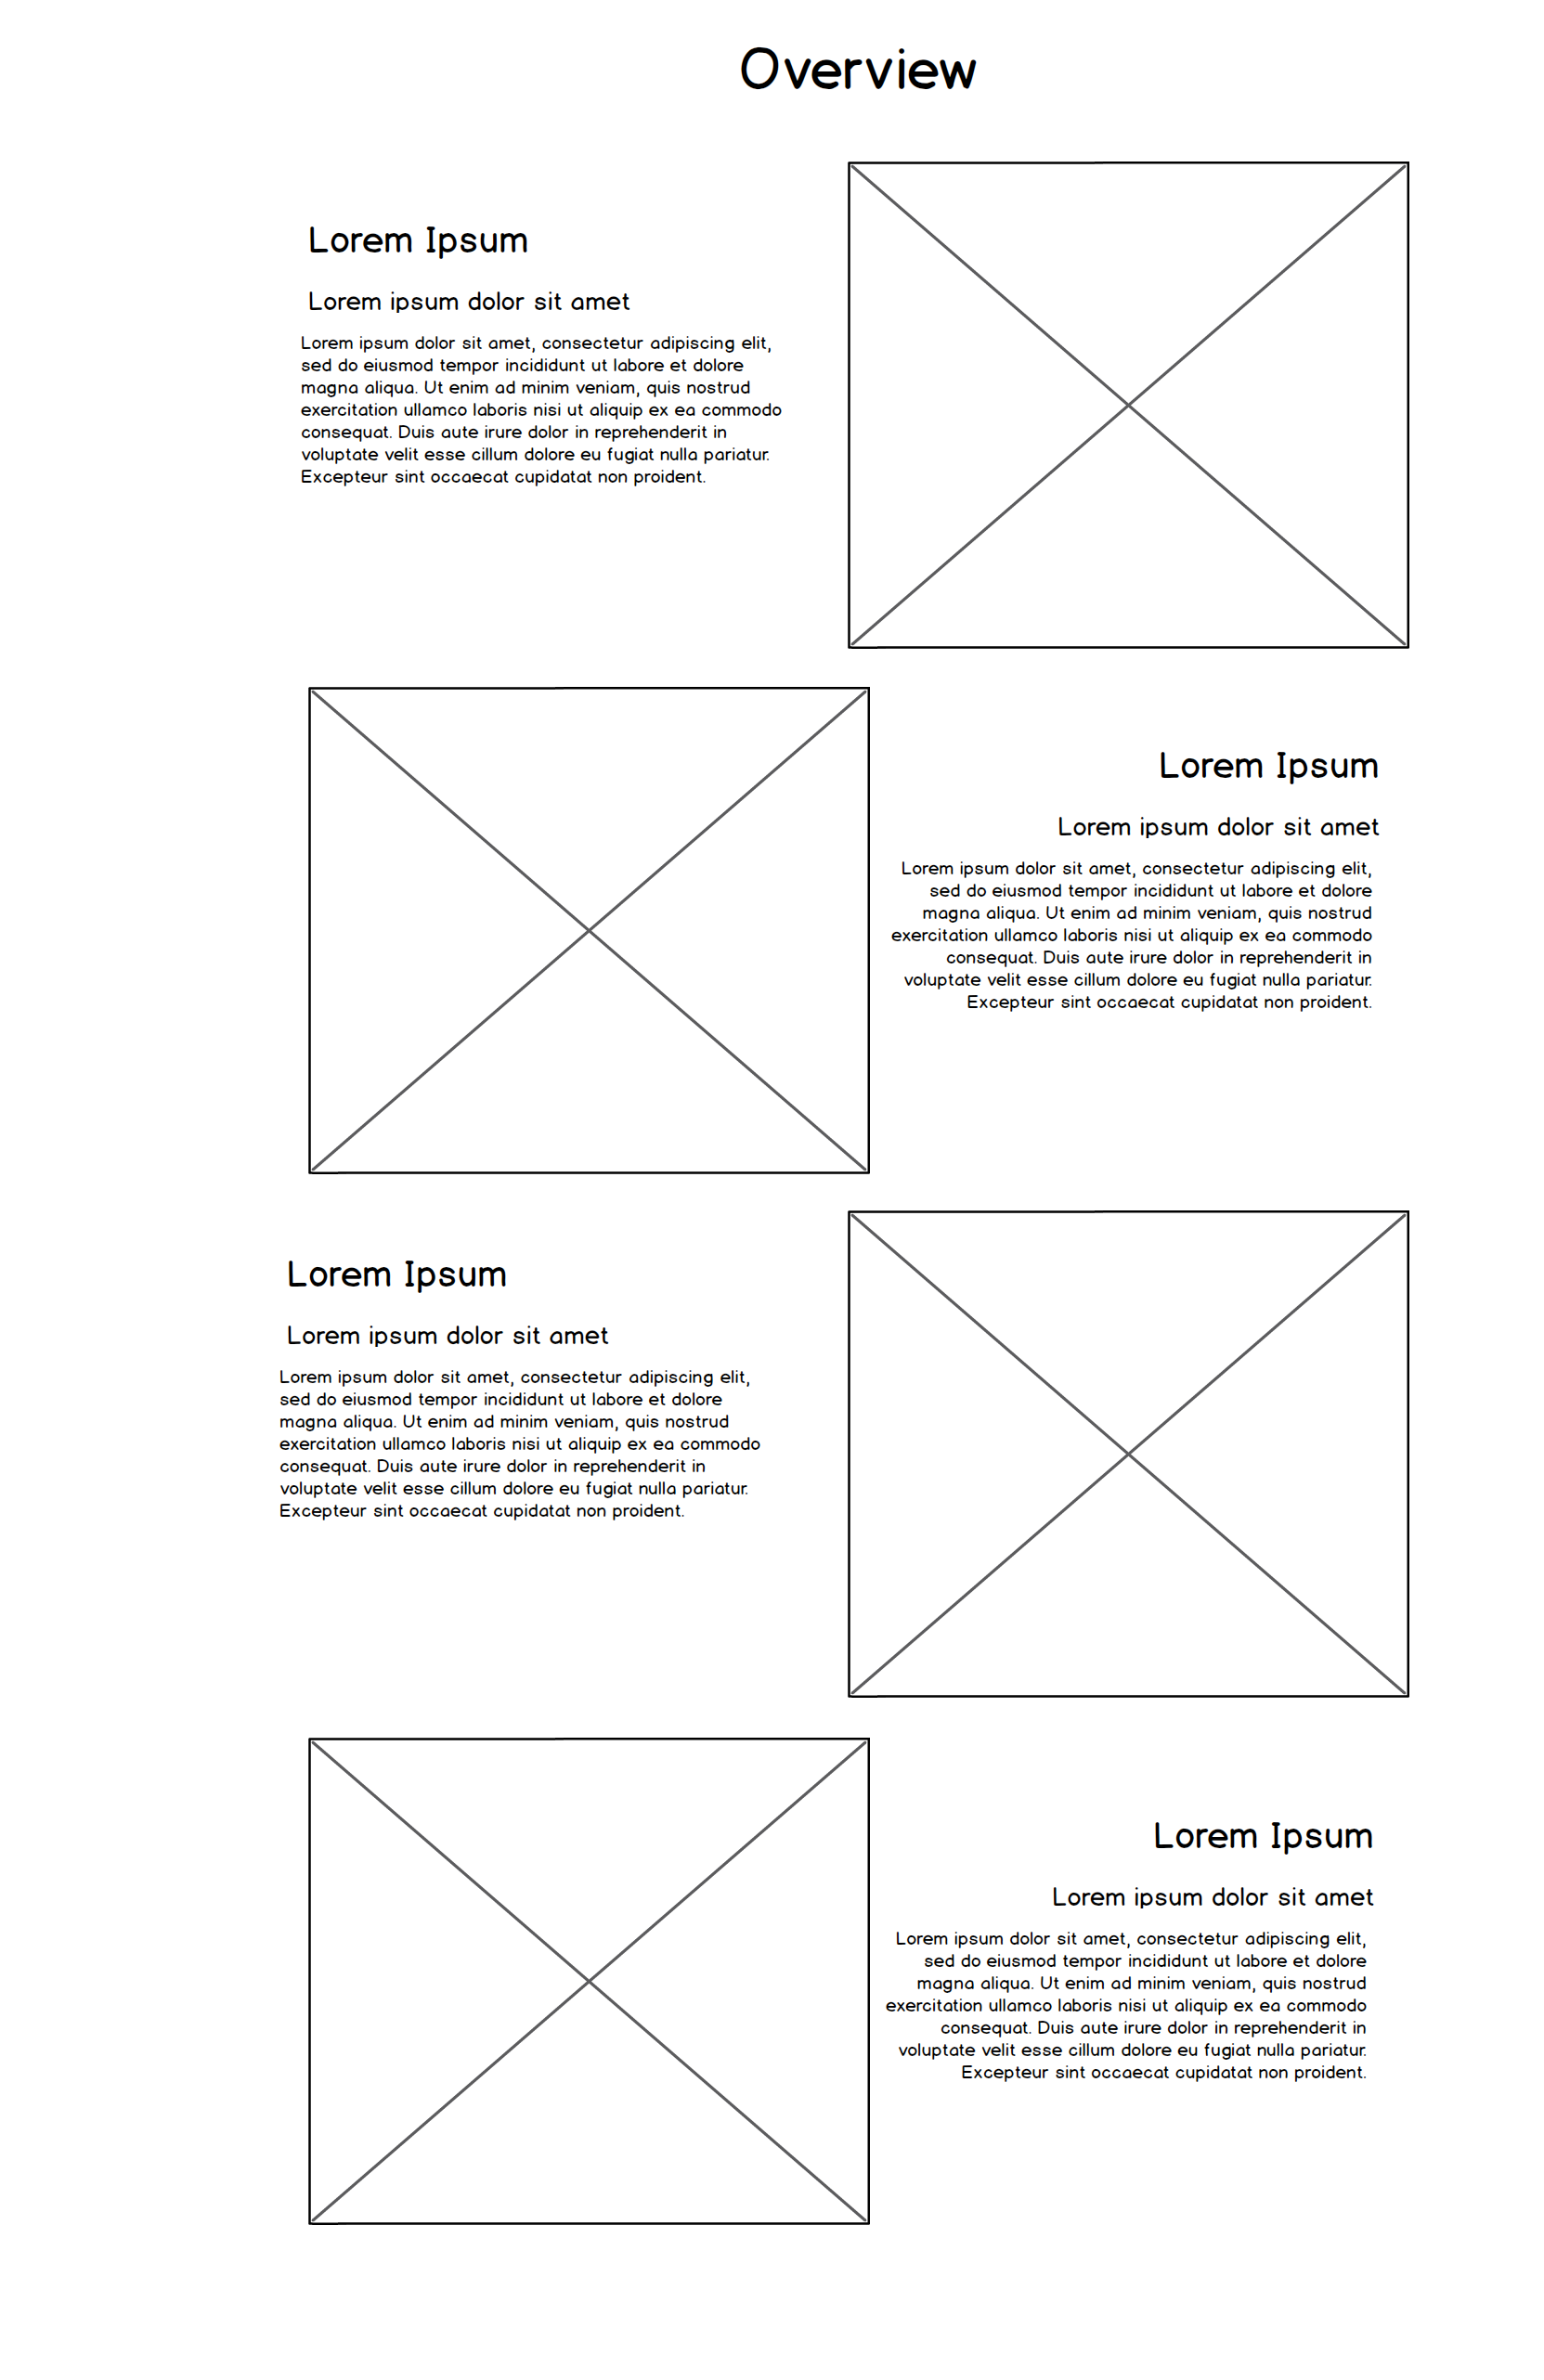 Overview
Lorem Ipsum
Lorem ipsum dolor sit amet
Lorem ipsum dolor sit amet, consectetur adipiscing elit,
sed do eiusmod tempor incididunt ut labore et dolore
magna aliqua. Ut enim ad minim veniam, quis nostrud
exercitation ullamco laboris nisi ut aliquip ex ea commodo
consequat. Duis aute irure dolor in reprehenderit in
voluptate velit esse cillum dolore eu fugiat nulla pariatur.
Excepteur sint occaecat cupidatat non proident.
Lorem Ipsum
Lorem ipsum dolor sit amet
Lorem ipsum dolor sit amet, consectetur adipiscing elit,
sed do eiusmod tempor incididunt ut labore et dolore
magna aliqua. Ut enim ad minim veniam, quis nostrud
exercitation ullamco laboris nisi ut aliquip ex ea commodo
consequat. Duis aute irure dolor in reprehenderit in
voluptate velit esse cillum dolore eu fugiat nulla pariatur.
Excepteur sint occaecat cupidatat non proident.
Lorem Ipsum
Lorem ipsum dolor sit amet
Lorem ipsum dolor sit amet, consectetur adipiscing elit,
sed do eiusmod tempor incididunt ut labore et dolore
magna aliqua. Ut enim ad minim veniam, quis nostrud
exercitation ullamco laboris nisi ut aliquip ex ea commodo
consequat. Duis aute irure dolor in reprehenderit in
voluptate velit esse cillum dolore eu fugiat nulla pariatur.
Excepteur sint occaecat cupidatat non proident.
Lorem Ipsum
Lorem ipsum dolor sit amet
Lorem ipsum dolor sit amet, consectetur adipiscing elit,
sed do eiusmod tempor incididunt ut labore et dolore
magna aliqua. Ut enim ad minim veniam, quis nostrud
exercitation ullamco laboris nisi ut aliquip ex ea commodo
consequat. Duis aute irure dolor in reprehenderit in
voluptate velit esse cillum dolore eu fugiat nulla pariatur.
Excepteur sint occaecat cupidatat non proident.